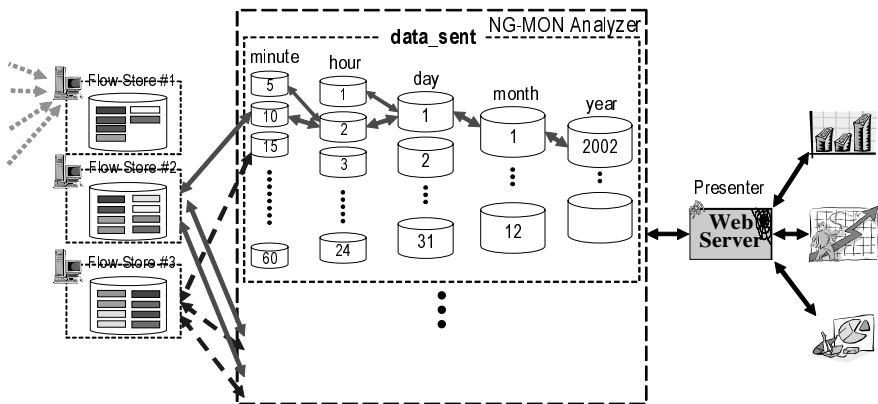 NG-MON Analyzer
data_sent
minute
hour
day
month
year
5
10
15
60
1
2
3
24
1
2
31
1
12
2002
Flow Store #1
Flow Store #2
Flow Store #3
Presenter
Web
Server